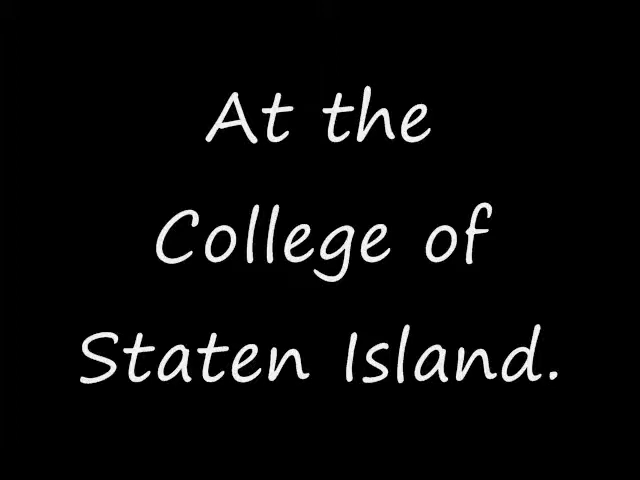 At the
College of
Staten Island.